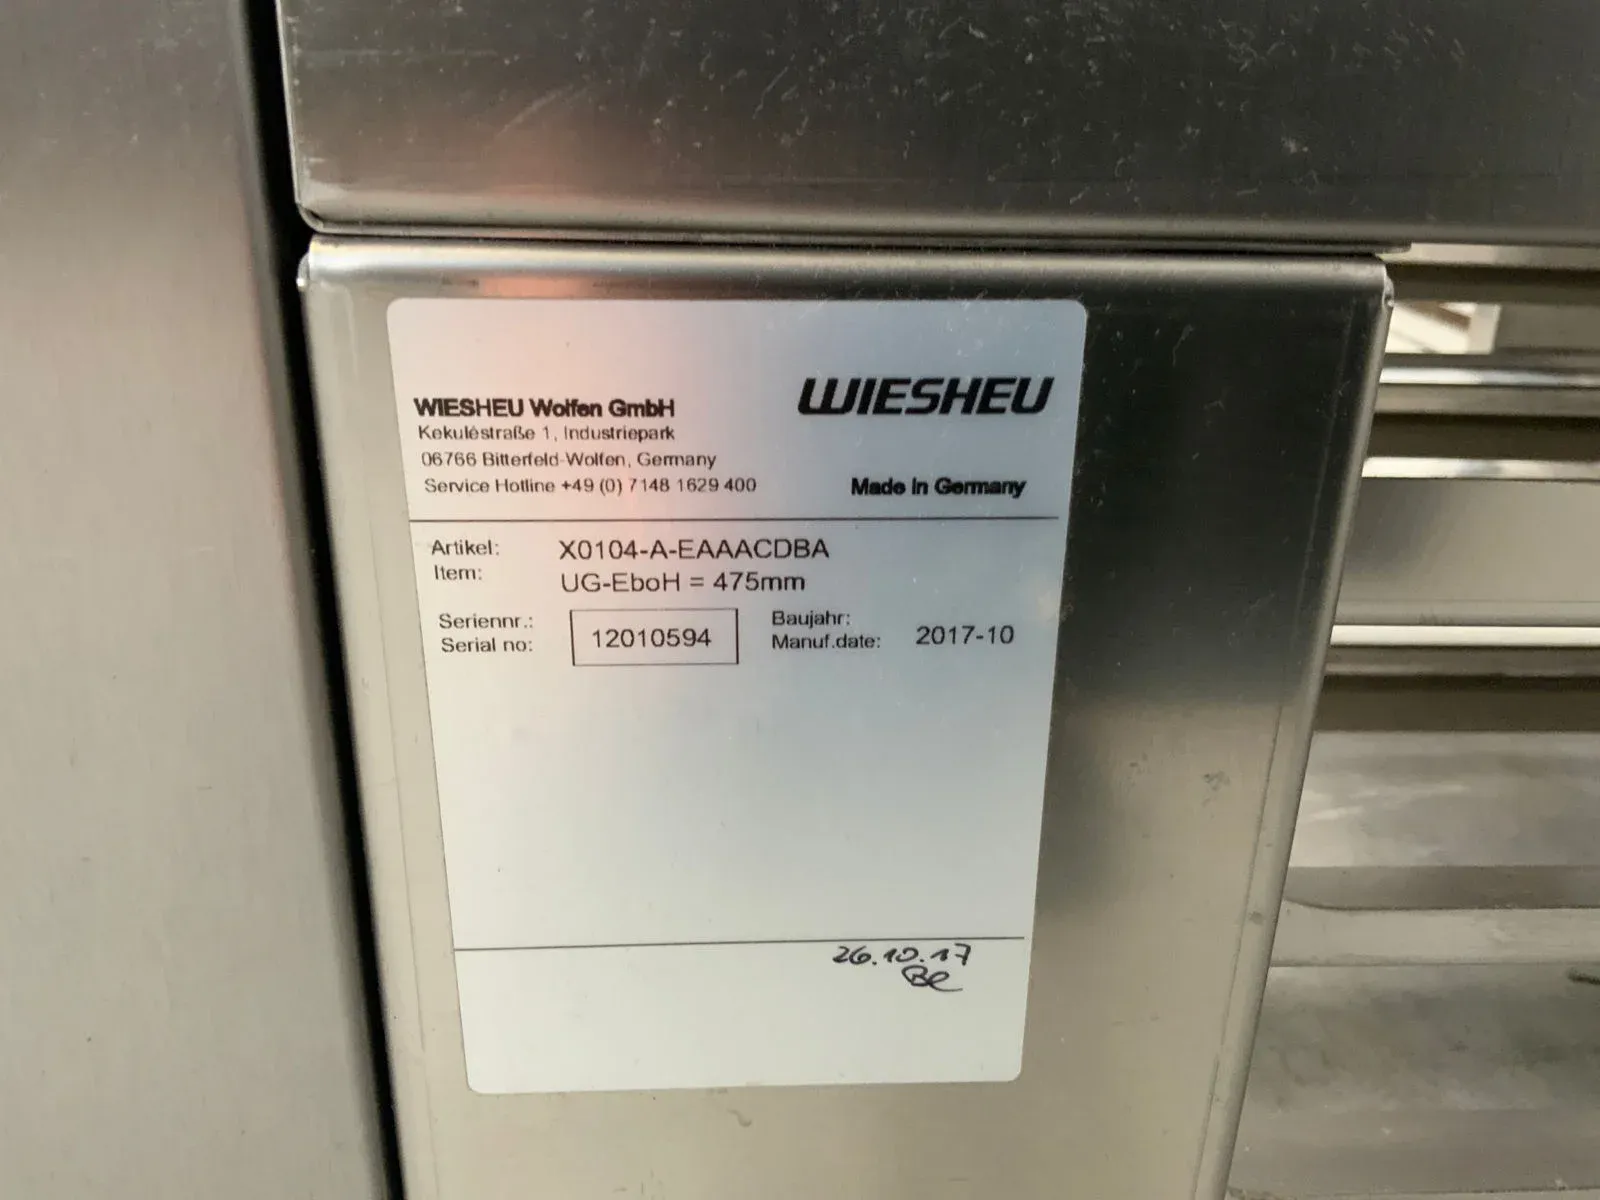 WIESHEU Wolfen GmbH
Kekuléstraße 1, Industriepark
06766 Bitterfeld-Wolfen, Germany
Service Hotline +49 (0) 7148 1629 400
WIESHEU
Made in Germany
Artikel: X0104-A-EAAACDBA
Item: UG-EboH = 475mm
Seriennr.:
Serial no: 12010594
Baujahr:
Manuf.date: 2017-10
26.10.17
Be